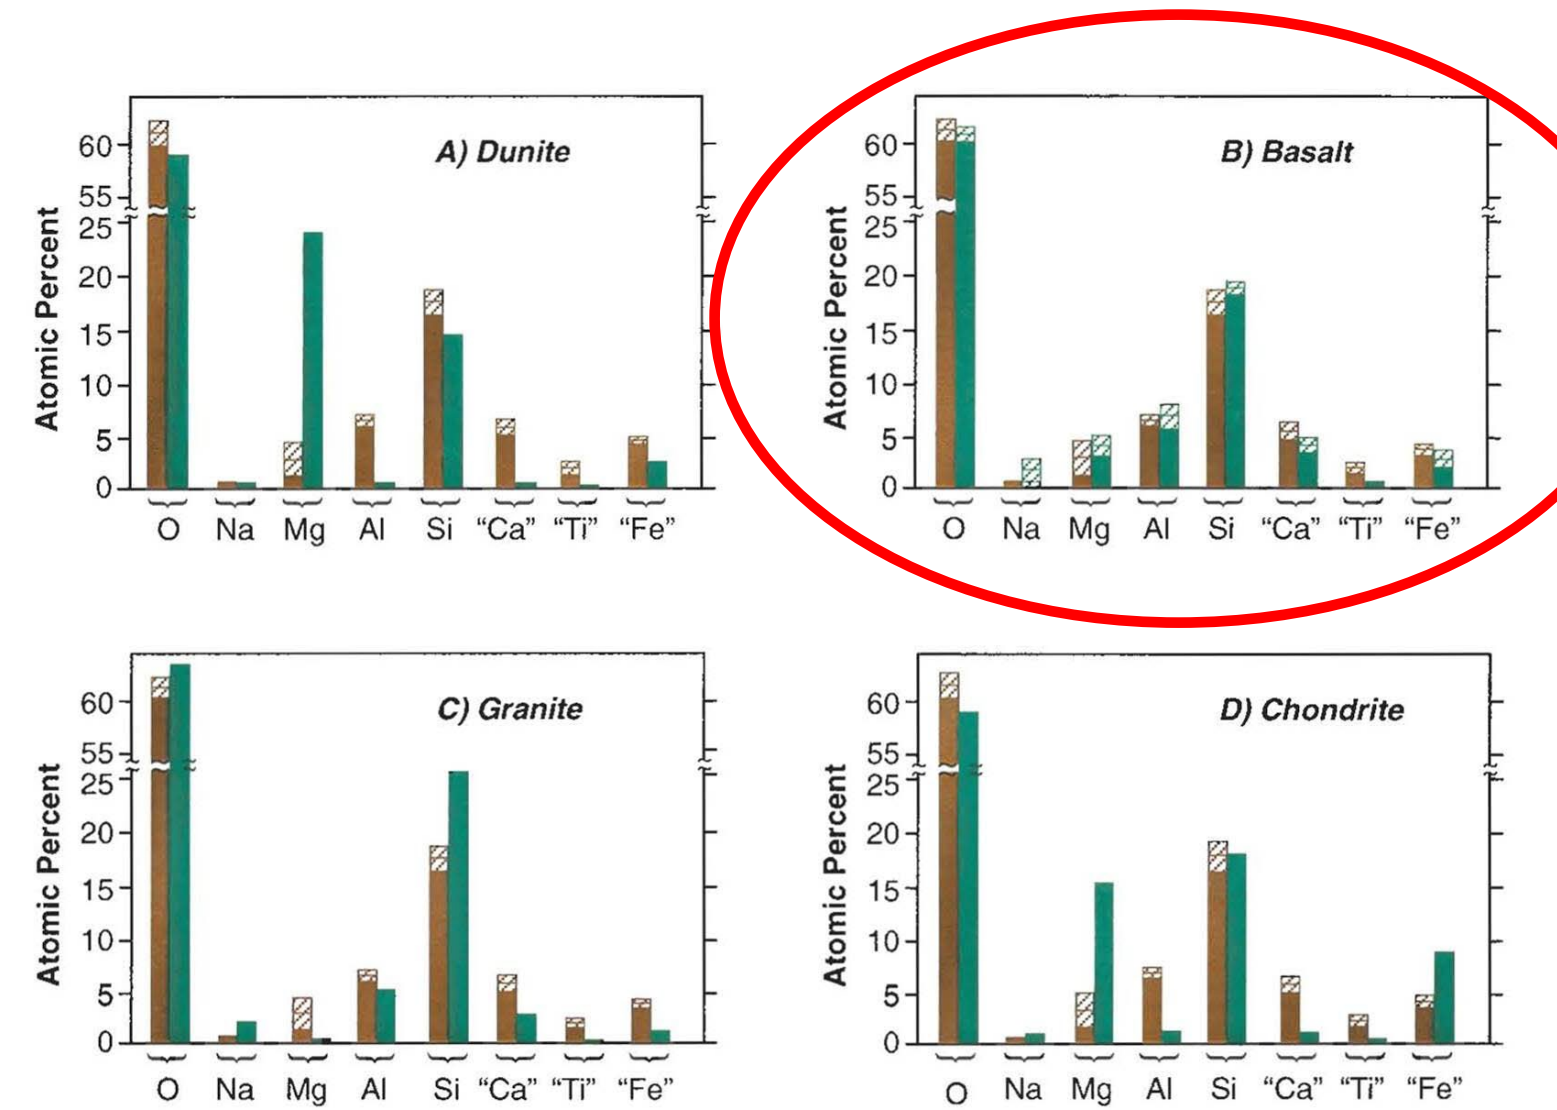 A) Dunite
Atomic Percent
60
55
25
20
15
10
5
0
O Na Mg Al Si “Ca” “Ti” “Fe”
B) Basalt
Atomic Percent
60
55
25
20
15
10
5
0
O Na Mg Al Si “Ca” “Ti” “Fe”
C) Granite
Atomic Percent
60
55
25
20
15
10
5
0
O Na Mg Al Si “Ca” “Ti” “Fe”
D) Chondrite
Atomic Percent
60
55
25
20
15
10
5
0
O Na Mg Al Si “Ca” “Ti” “Fe”